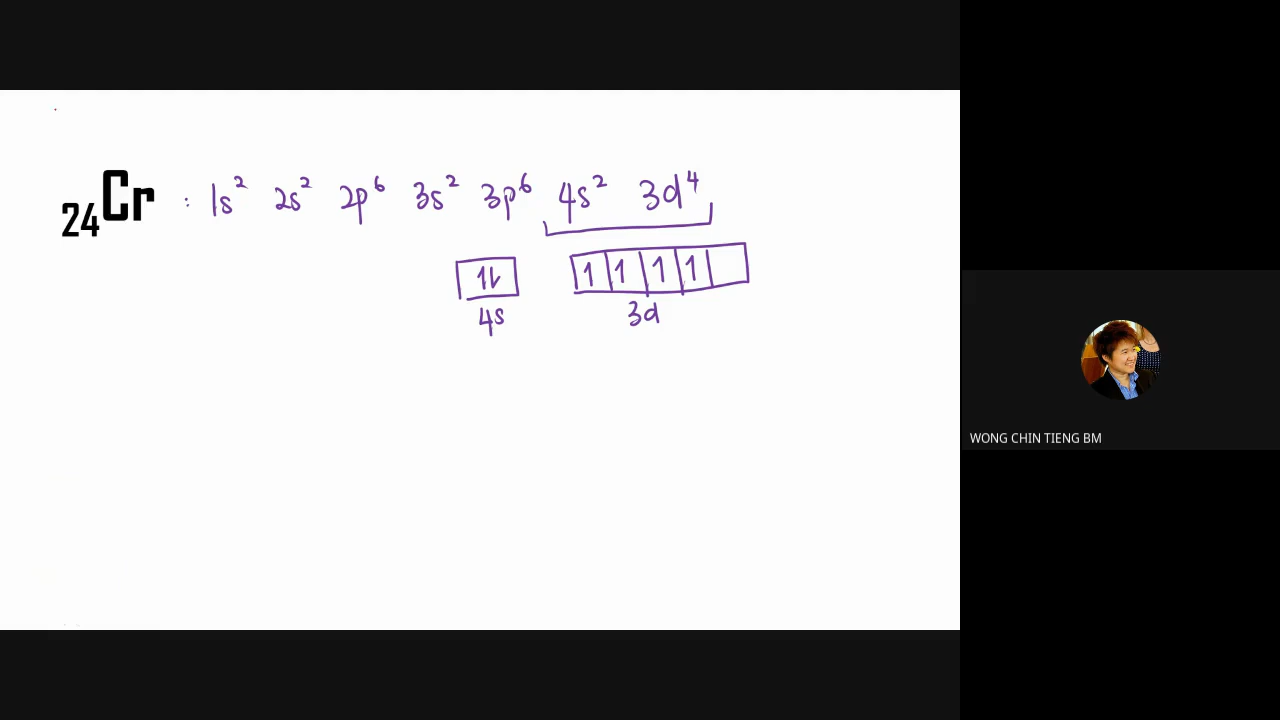 ₂₄Cr : 1s² 2s² 2p⁶ 3s² 3p⁶ 4s² 3d⁴
1⇂ 1 1 1 1
4s 3d
WONG CHIN TIENG BM